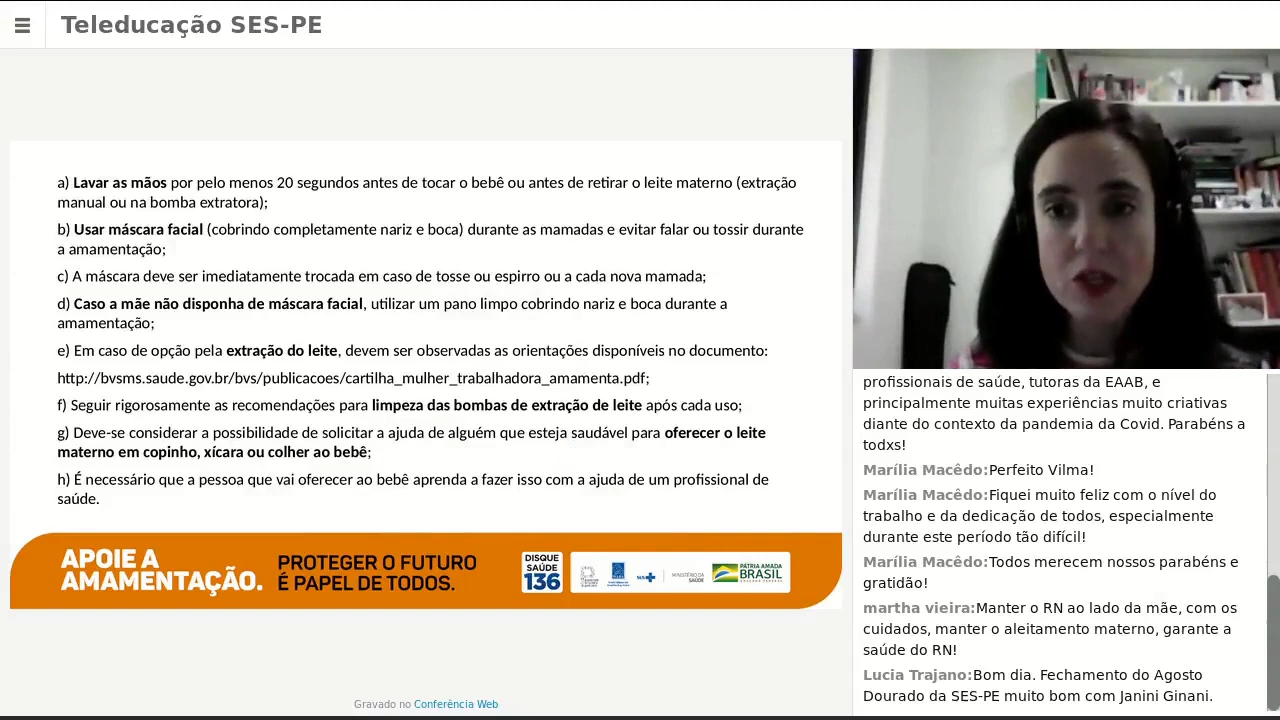 Teleducação SES-PE
a) Lavar as mãos por pelo menos 20 segundos antes de tocar o bebê ou antes de retirar o leite materno (extração
manual ou na bomba extratora);
b) Usar máscara facial (cobrindo completamente nariz e boca) durante as mamadas e evitar falar ou tossir durante
a amamentação;
c) A máscara deve ser imediatamente trocada em caso de tosse ou espirro ou a cada nova mamada;
d) Caso a mãe não disponha de máscara facial, utilizar um pano limpo cobrindo nariz e boca durante a
amamentação;
e) Em caso de opção pela extração do leite, devem ser observadas as orientações disponíveis no documento:
http://bvsms.saude.gov.br/bvs/publicacoes/cartilha_mulher_trabalhadora_amamenta.pdf;
f) Seguir rigorosamente as recomendações para limpeza das bombas de extração de leite após cada uso;
g) Deve-se considerar a possibilidade de solicitar a ajuda de alguém que esteja saudável para oferecer o leite
materno em copinho, xícara ou colher ao bebê;
h) É necessário que a pessoa que vai oferecer ao bebê aprenda a fazer isso com a ajuda de um profissional de
saúde.
APOIE A
AMAMENTAÇÃO.
PROTEGER O FUTURO
É PAPEL DE TODOS.
DISQUE
SAÚDE
136
SUS
MINISTÉRIO DA
SAÚDE
PÁTRIA AMADA
BRASIL
Gravado no Conferência Web
profissionais de saúde, tutoras da EAAB, e
principalmente muitas experiências muito criativas
diante do contexto da pandemia da Covid. Parabéns a
todxs!
Marília Macêdo:Perfeito Vilma!
Marília Macêdo:Fiquei muito feliz com o nível do
trabalho e da dedicação de todos, especialmente
durante este período tão difícil!
Marília Macêdo:Todos merecem nossos parabéns e
gratidão!
martha vieira:Manter o RN ao lado da mãe, com os
cuidados, manter o aleitamento materno, garante a
saúde do RN!
Lucia Trajano:Bom dia. Fechamento do Agosto
Dourado da SES-PE muito bom com Janini Ginani.